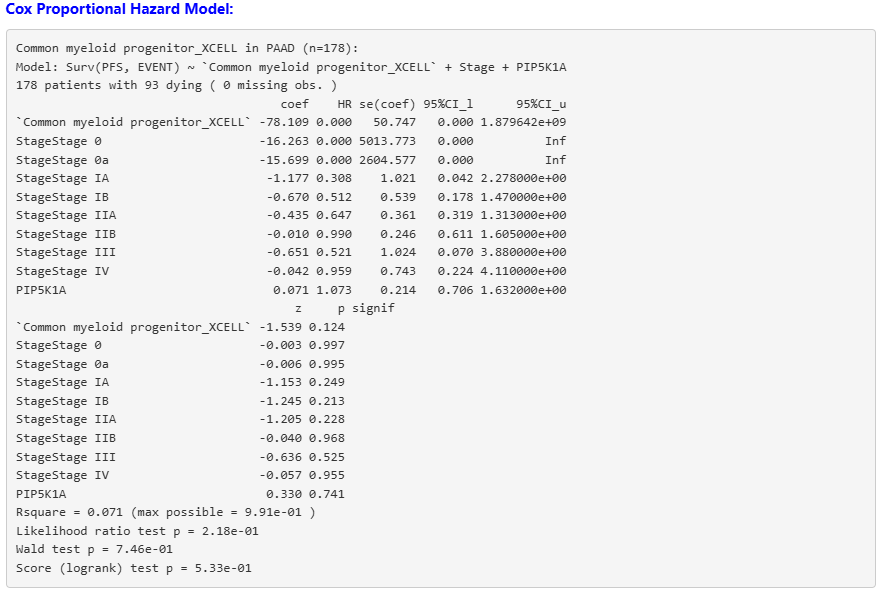 Cox Proportional Hazard Model:
Common myeloid progenitor_XCELL in PAAD (n=178):
Model: Surv(PFS, EVENT) ~ `Common myeloid progenitor_XCELL` + Stage + PIP5K1A
178 patients with 93 dying ( 0 missing obs. )
coef HR se(coef) 95%CI_l 95%CI_u
`Common myeloid progenitor_XCELL` -78.109 0.000 50.747 0.000 1.879642e+09
StageStage 0 -16.263 0.000 5013.773 0.000 Inf
StageStage 0a -15.699 0.000 2604.577 0.000 Inf
StageStage IA -1.177 0.308 1.021 0.042 2.278000e+00
StageStage IB -0.670 0.512 0.539 0.178 1.470000e+00
StageStage IIA -0.435 0.647 0.361 0.319 1.313000e+00
StageStage IIB -0.010 0.990 0.246 0.611 1.605000e+00
StageStage III -0.651 0.521 1.024 0.070 3.880000e+00
StageStage IV -0.042 0.959 0.743 0.224 4.110000e+00
PIP5K1A 0.071 1.073 0.214 0.706 1.632000e+00
z p signif
`Common myeloid progenitor_XCELL` -1.539 0.124
StageStage 0 -0.003 0.997
StageStage 0a -0.006 0.995
StageStage IA -1.153 0.249
StageStage IB -1.245 0.213
StageStage IIA -1.205 0.228
StageStage IIB -0.040 0.968
StageStage III -0.636 0.525
StageStage IV -0.057 0.955
PIP5K1A 0.330 0.741
Rsquare = 0.071 (max possible = 9.91e-01 )
Likelihood ratio test p = 2.18e-01
Wald test p = 7.46e-01
Score (logrank) test p = 5.33e-01